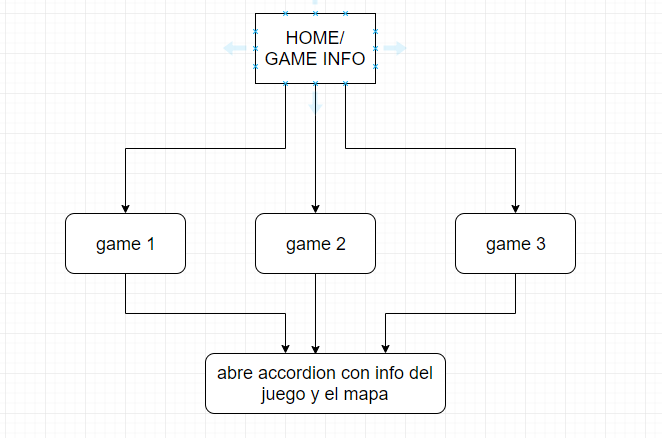 HOME/
GAME INFO
game 1
game 2
game 3
abre accordion con info del
juego y el mapa